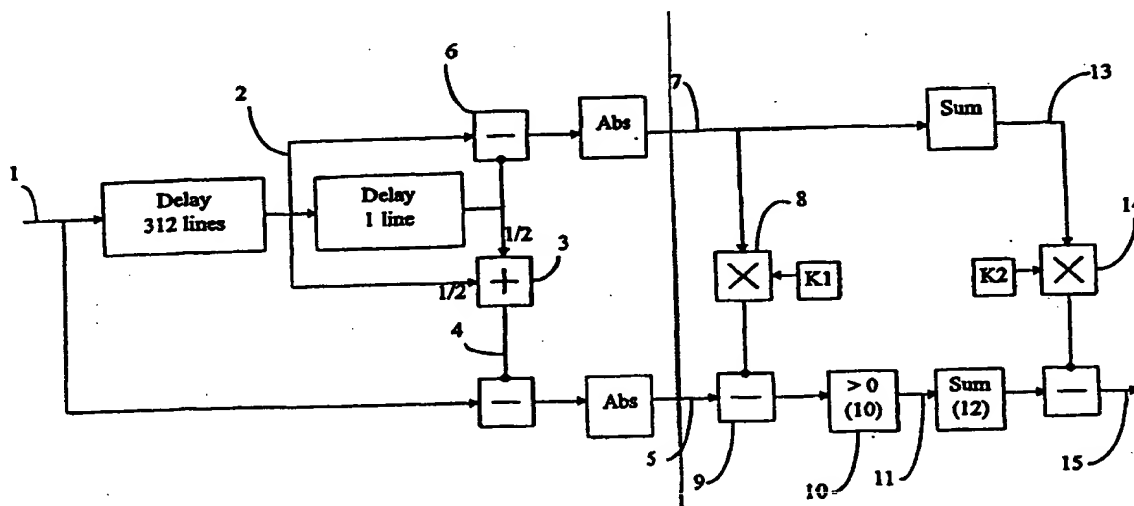 6
2
7
13
Abs
Sum
1
Delay
312 lines
Delay
1 line
8
14
1/2
3
K1
K2
1/2
4
Abs
> 0
(10)
Sum
(12)
5
9
10
11
15